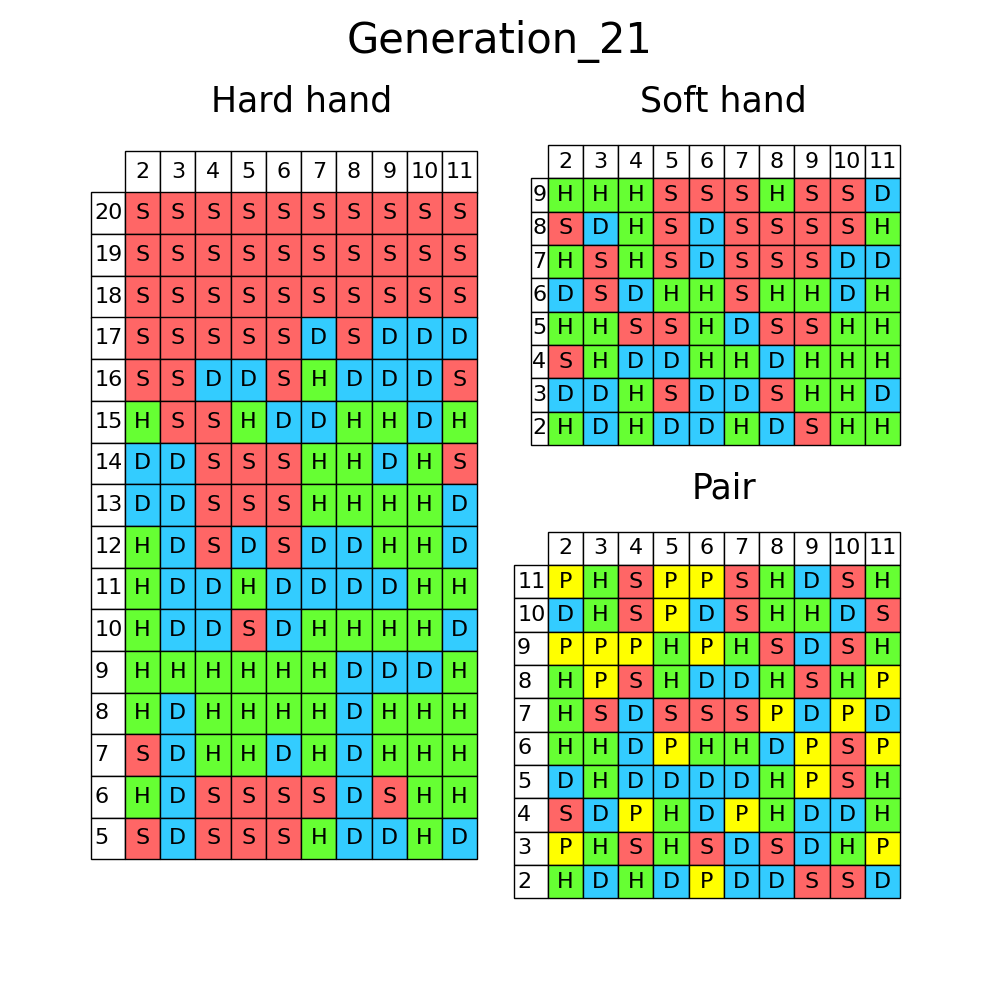 Generation_21
Hard hand
2 3 4 5 6 7 8 9 10 11
20 S S S S S S S S S S
19 S S S S S S S S S S
18 S S S S S S S S S S
17 S S S S S D S D D D
16 S S D D S H D D D S
15 H S S H D D H H D H
14 D D S S S H H D H S
13 D D S S S H H H H D
12 H D S D S D D H H D
11 H D D H D D D D H H
10 H D D S D H H H H D
9 H H H H H H D D D H
8 H D H H H H D H H H
7 S D H H D H D H H H
6 H D S S S S D S H H
5 S D S S S H D D H D
Soft hand
2 3 4 5 6 7 8 9 10 11
9 H H H S S S H S S D
8 S D H S D S S S S H
7 H S H S D S S S D D
6 D S D H H S H H D H
5 H H S S H D S S H H
4 S H D D H H D H H H
3 D D H S D D S H H D
2 H D H D D H D S H H
Pair
2 3 4 5 6 7 8 9 10 11
11 P H S P P S H D S H
10 D H S P D S H H D S
9 P P P H P H S D S H
8 H P S H D D H S H P
7 H S D S S S P D P D
6 H H D P H H D P S P
5 D H D D D D H P S H
4 S D P H D P H D D H
3 P H S H S D S D H P
2 H D H D P D D S S D